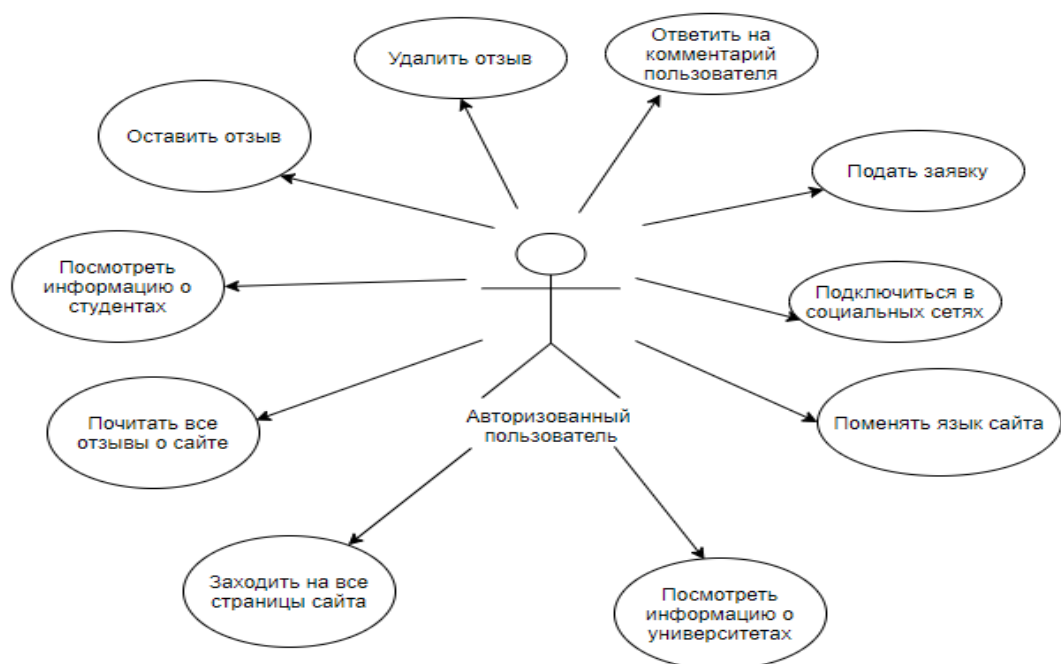 Удалить отзыв
Ответить на
комментарий
пользователя
Оставить отзыв
Подать заявку
Посмотреть
информацию о
студентах
Подключиться в
социальных сетях
Почитать все
отзывы о сайте
Авторизованный
пользователь
Поменять язык сайта
Заходить на все
страницы сайта
Посмотреть
информацию о
университетах